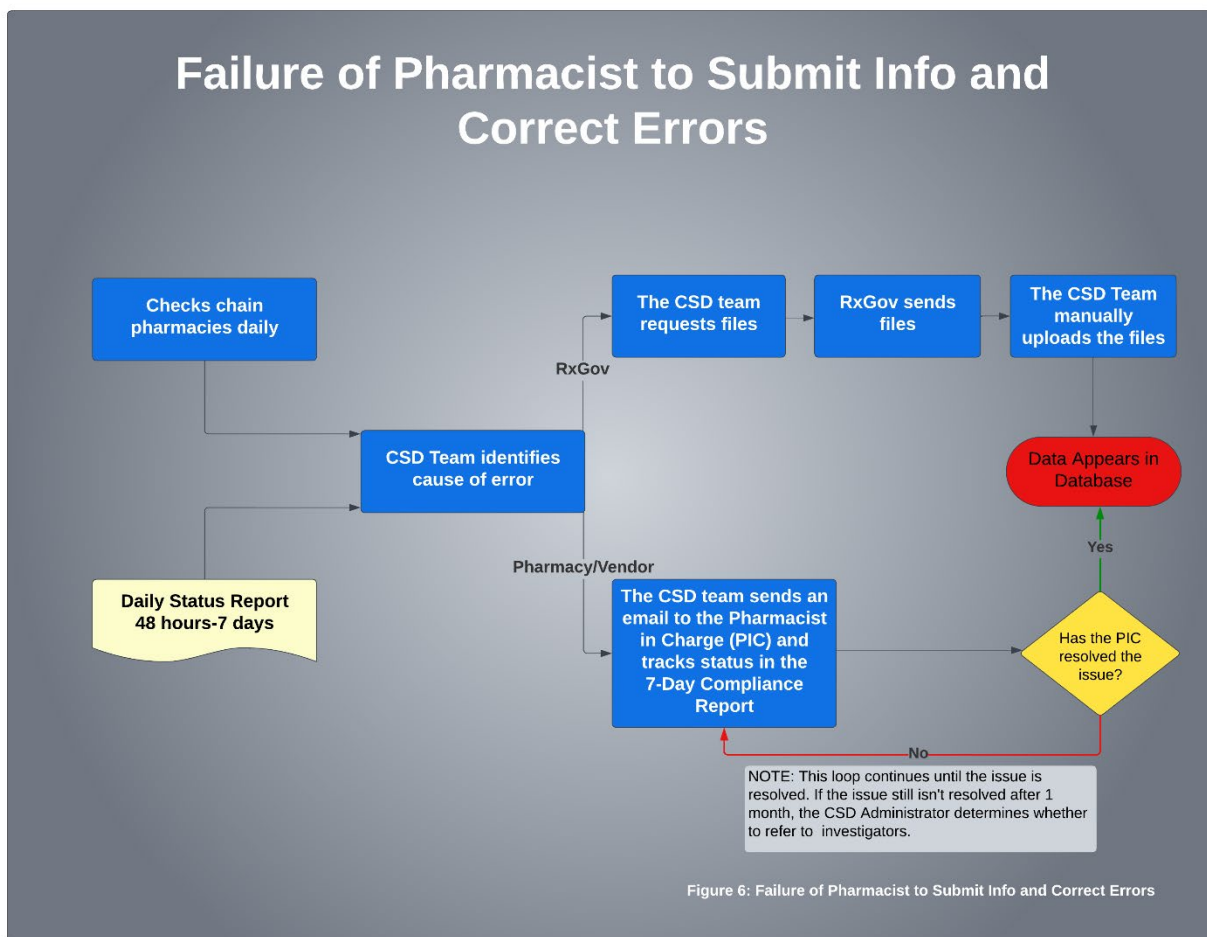 Failure of Pharmacist to Submit Info and
Correct Errors
Checks chain
pharmacies daily
The CSD team
requests files
RxGov sends
files
The CSD Team
manually
uploads the files
RxGov
CSD Team identifies
cause of error
Data Appears in
Database
Yes
Pharmacy/Vendor
Daily Status Report
48 hours-7 days
The CSD team sends an
email to the Pharmacist
in Charge (PIC) and
tracks status in the
7-Day Compliance
Report
Has the PIC
resolved the
issue?
No
NOTE: This loop continues until the issue is
resolved. If the issue still isn't resolved after 1
month, the CSD Administrator determines whether
to refer to investigators.
Figure 6: Failure of Pharmacist to Submit Info and Correct Errors